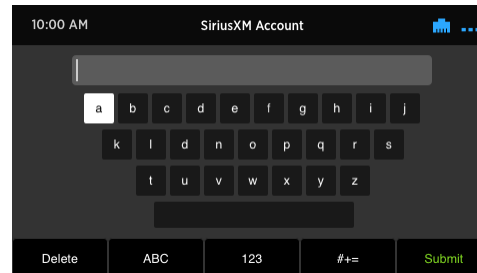 10:00 AM SiriusXM Account
a b c d e f g h i j
k l d n o p q r s
t u v w x y z
Delete ABC 123 #+= Submit